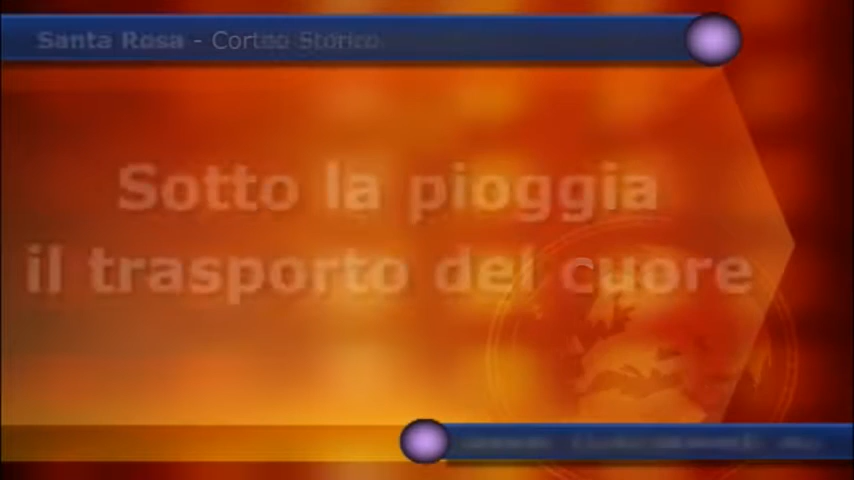 Santa Rosa - Corteo Storico
Sotto la pioggia
il trasporto del cuore